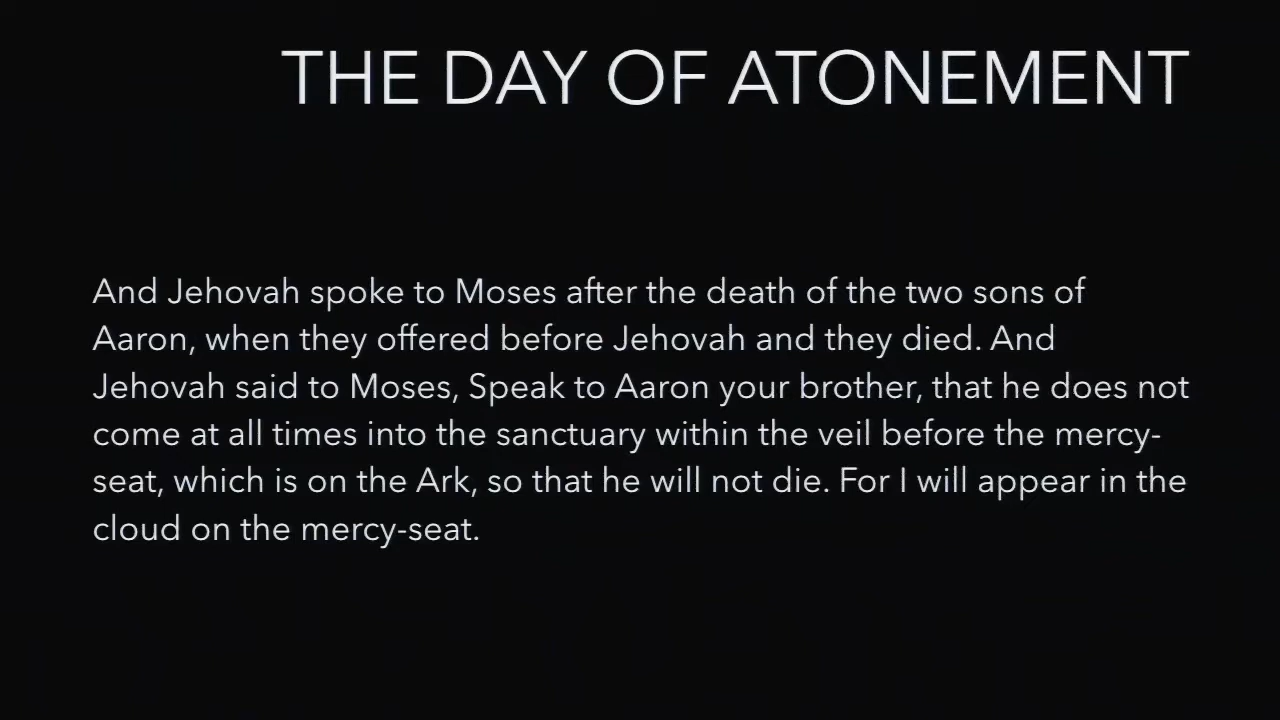 THE DAY OF ATONEMENT
And Jehovah spoke to Moses after the death of the two sons of
Aaron, when they offered before Jehovah and they died. And
Jehovah said to Moses, Speak to Aaron your brother, that he does not
come at all times into the sanctuary within the veil before the mercy-
seat, which is on the Ark, so that he will not die. For I will appear in the
cloud on the mercy-seat.